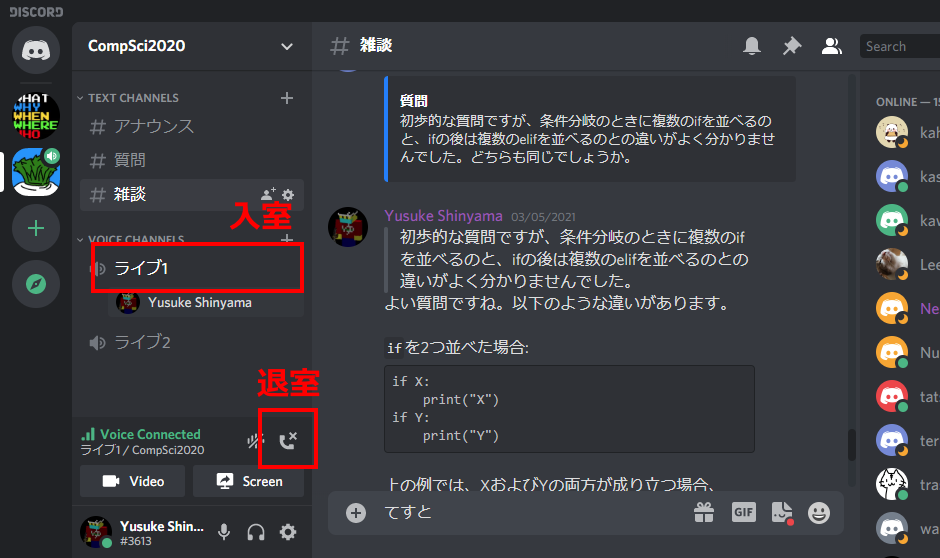 DISCORD
CompSci2020
TEXT CHANNELS
# アナウンス
# 質問
# 雑談
入室
VOICE CHANNELS
ライブ1
Yusuke Shinyama
ライブ2
退室
Voice Connected
ライブ1 / CompSci2020
Video
Screen
Yusuke Shin...
#3613
WHAT
WHY
WHEN
WHERE
WHO
# 雑談
Search
質問
初歩的な質問ですが、条件分岐のときに複数のifを並べるの
と、ifの後は複数のelifを並べるのとの違いがよく分かりませ
んでした。どちらも同じでしょうか。
Yusuke Shinyama 03/05/2021
初歩的な質問ですが、条件分岐のときに複数のif
を並べるのと、ifの後は複数のelifを並べるのとの
違いがよく分かりませんでした。
よい質問ですね。以下のような違いがあります。
ifを2つ並べた場合:
if X:
print("X")
if Y:
print("Y")
上の例では、XおよびYの両方が成り立つ場合、
てすと
GIF
ONLINE — 15
kah
kas
kaw
Lee
Ne
Nu
tats
ter
tras
wa